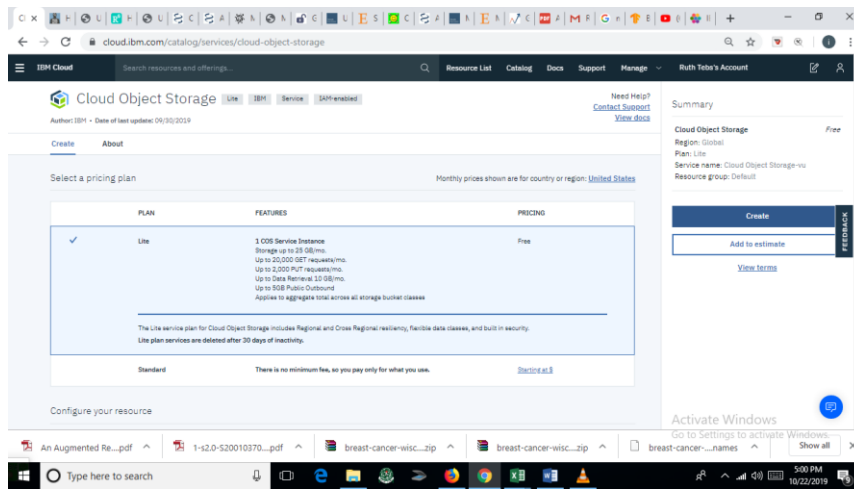 cloud.ibm.com/catalog/services/cloud-object-storage
IBM Cloud
Search resources and offerings...
Resource List Catalog Docs Support Manage
Ruth Teba's Account
Cloud Object Storage
Lite IBM Service IAM-enabled
Author: IBM • Date of last update: 09/30/2019
Need Help?
Contact Support
View docs
Create About
Select a pricing plan
Monthly prices shown are for country or region: United States
PLAN FEATURES PRICING
Lite 1 COS Service Instance Free
Storage up to 25 GB/mo.
Up to 20,000 GET requests/mo.
Up to 2,000 PUT requests/mo.
Up to Data Retrieval 10 GB/mo.
Up to 5GB Public Outbound
Applies to aggregate total across all storage bucket classes
The Lite service plan for Cloud Object Storage includes Regional and Cross Regional resiliency, flexible data classes, and built in security.
Lite plan services are deleted after 30 days of inactivity.
Standard There is no minimum fee, so you pay only for what you use. Starting at $
Configure your resource
Summary
Cloud Object Storage Free
Region: Global
Plan: Lite
Service name: Cloud Object Storage-vu
Resource group: Default
Create
Add to estimate
View terms
FEEDBACK
Activate Windows
Go to Settings to activate Windows.
An Augmented Re....pdf
1-s2.0-S20010370....pdf
breast-cancer-wisc....zip
breast-cancer-wisc....zip
breast-cancer-....names
Show all
Type here to search
5:00 PM
10/22/2019